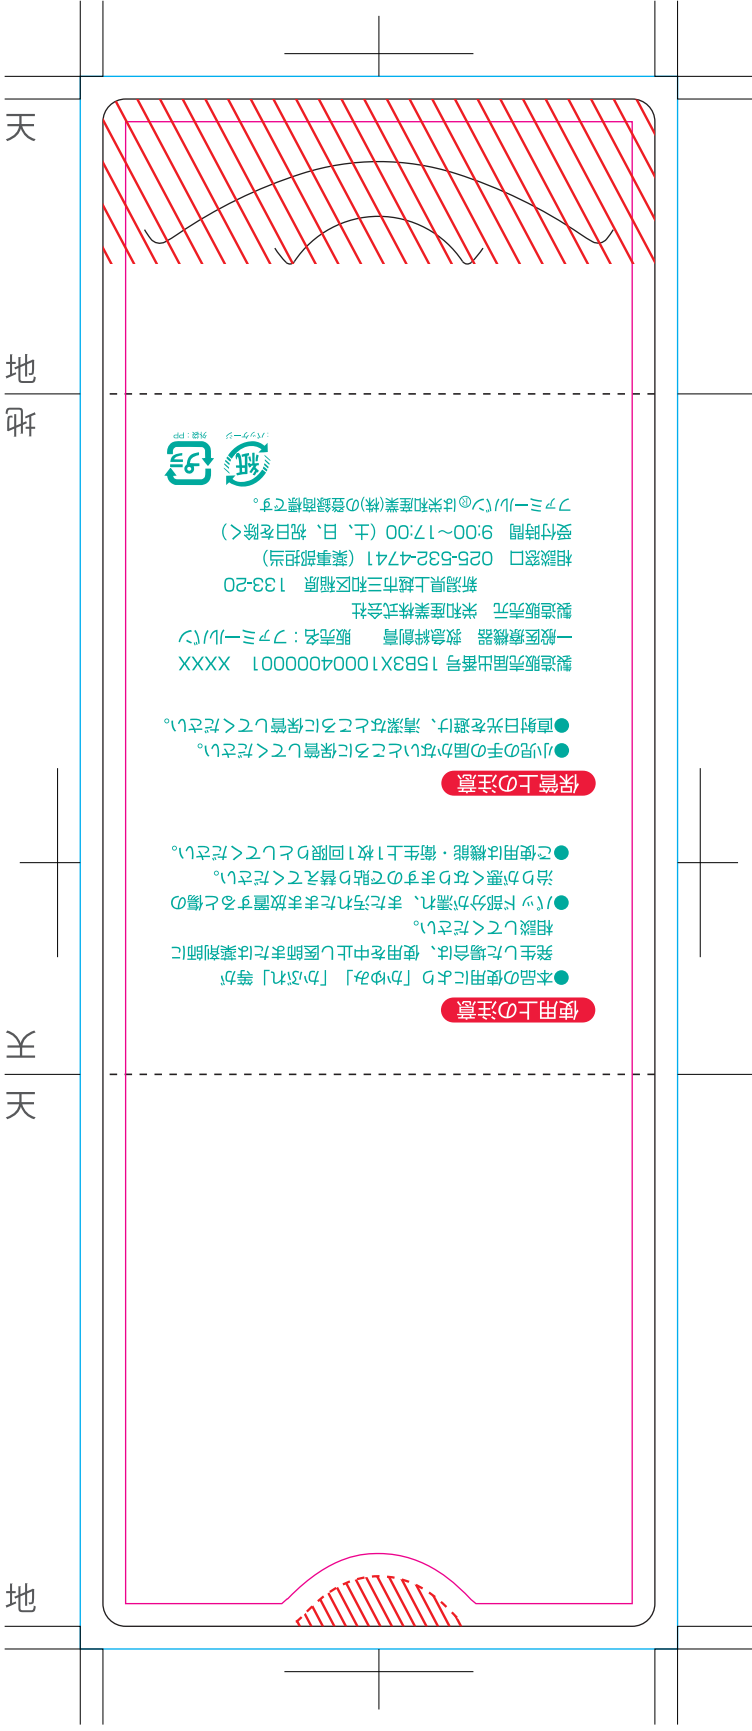 天
地
地
使用上の注意
●本品の使用により「かゆみ」「かぶれ」等が
発生した場合は、使用を中止し医師または薬剤師に
相談してください。
●パッド部分が濡れ、また汚れたまま放置すると傷の
治りが悪くなりますので貼り替えてください。
●ご使用は機能・衛生上1枚1回限りとしてください。
保管上の注意
●小児の手の届かないところに保管してください。
●直射日光を避け、清潔なところに保管してください。
製造販売届出番号 15B3X10004000001 XXXX
一般医療機器 救急絆創膏 販売名：ファミールバン
製造販売元 栄和産業株式会社
新潟県上越市三和区稲原 133-20
相談窓口 025-532-4741（薬事部担当）
受付時間 9:00～17:00（土、日、祝日を除く）
ファミールバン®は栄和産業(株)の登録商標です。
紙
：パッケージ
プラ
外袋：PP
天
天
地